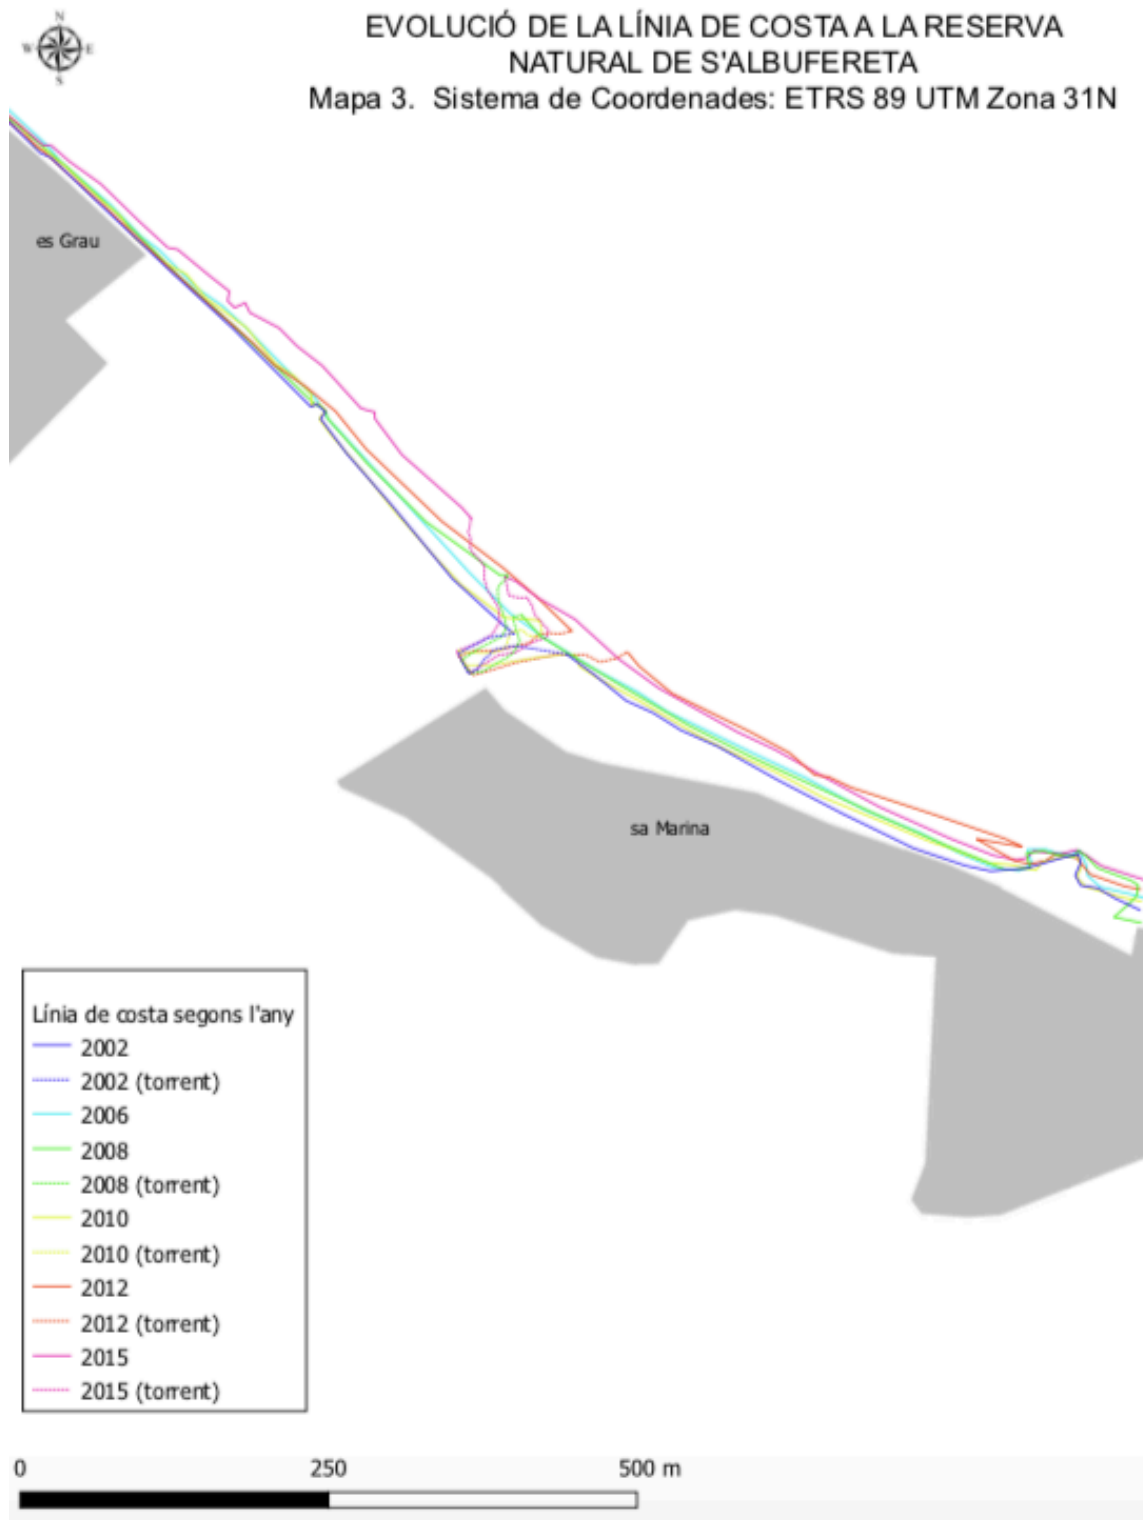 N
W E
S
EVOLUCIÓ DE LA LÍNIA DE COSTA A LA RESERVA
NATURAL DE S'ALBUFERETA
Mapa 3. Sistema de Coordenades: ETRS 89 UTM Zona 31N
es Grau
sa Marina
Línia de costa segons l'any
2002
2002 (torrent)
2006
2008
2008 (torrent)
2010
2010 (torrent)
2012
2012 (torrent)
2015
2015 (torrent)
0 250 500 m